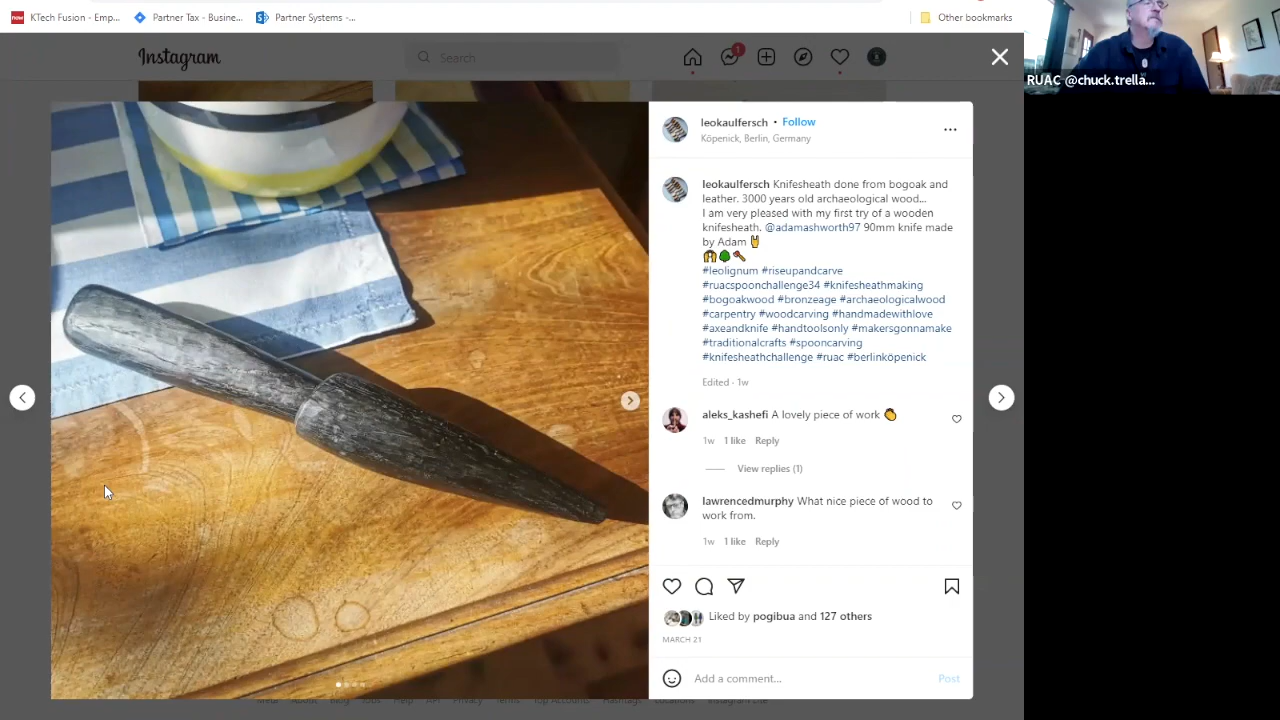 KTech Fusion - Emp...
Partner Tax - Busine...
Partner Systems -...
Other bookmarks
Instagram
Search
1
RUAC @chuck.trella...
leokaulfersch • Follow
Köpenick, Berlin, Germany
leokaulfersch Knifesheath done from bogoak and
leather. 3000 years old archaeological wood...
I am very pleased with my first try of a wooden
knifesheath. @adamashworth97 90mm knife made
by Adam
#leolignum #riseupandcarve
#ruacspoonchallenge34 #knifesheathmaking
#bogoakwood #bronzeage #archaeologicalwood
#carpentry #woodcarving #handmadewithlove
#axeandknife #handtoolsonly #makersgonnamake
#traditionalcrafts #spooncarving
#knifesheathchallenge #ruac #berlinköpenick
Edited · 1w
aleks_kashefi A lovely piece of work
1w 1 like Reply
View replies (1)
lawrencedmurphy What nice piece of wood to
work from.
1w 1 like Reply
Liked by pogibua and 127 others
MARCH 21
Add a comment...
Post